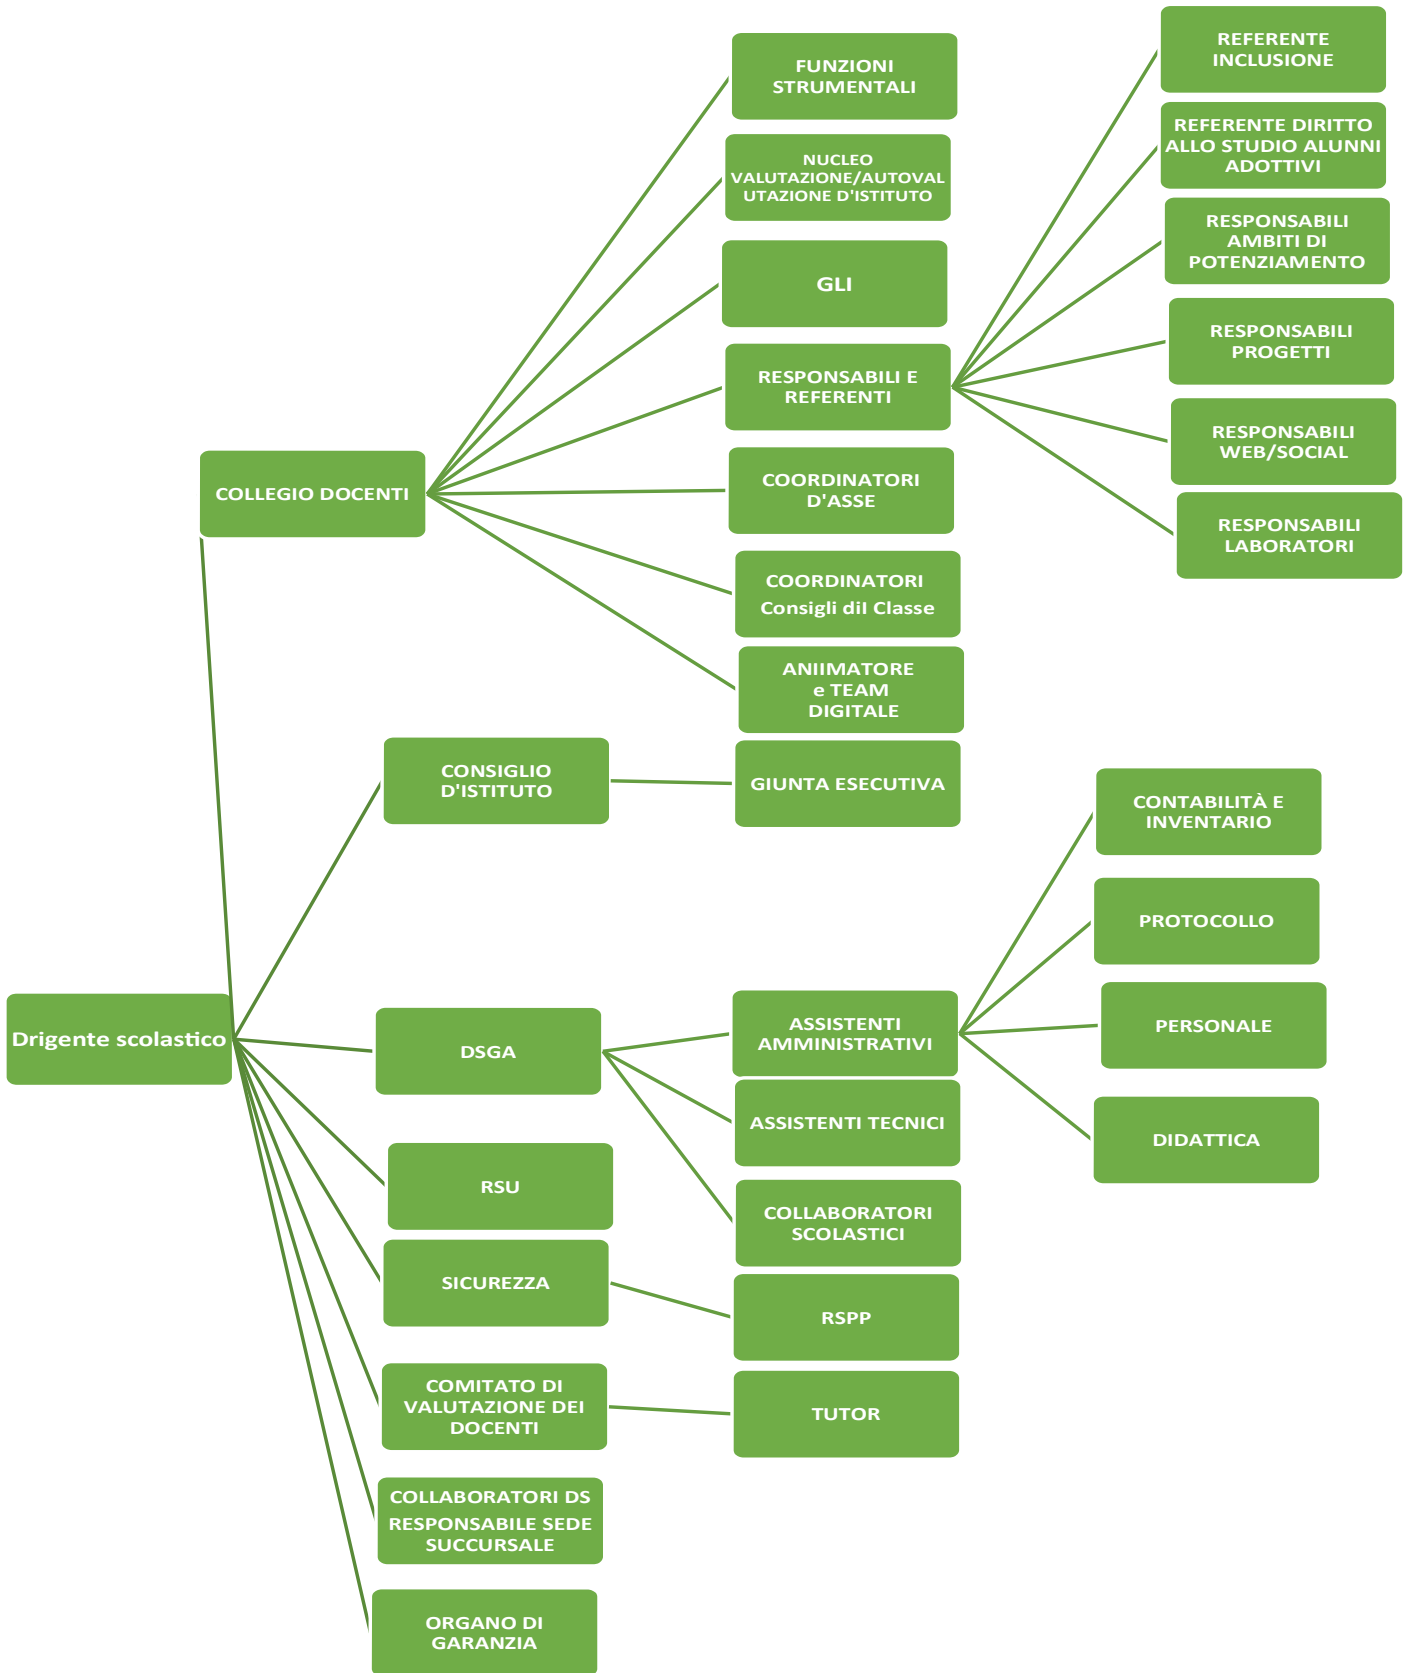 REFERENTE
INCLUSIONE
FUNZIONI
STRUMENTALI
REFERENTE DIRITTO
ALLO STUDIO ALUNNI
ADOTTIVI
NUCLEO
VALUTAZIONE/AUTOVAL
UTAZIONE D'ISTITUTO
RESPONSABILI
AMBITI DI
POTENZIAMENTO
GLI
RESPONSABILI
PROGETTI
RESPONSABILI E
REFERENTI
RESPONSABILI
WEB/SOCIAL
COLLEGIO DOCENTI
COORDINATORI
D'ASSE
RESPONSABILI
LABORATORI
COORDINATORI
Consigli diI Classe
ANIIMATORE
e TEAM
DIGITALE
CONSIGLIO
D'ISTITUTO
GIUNTA ESECUTIVA
CONTABILITÀ E
INVENTARIO
PROTOCOLLO
Drigente scolastico
DSGA
ASSISTENTI
AMMINISTRATIVI
PERSONALE
ASSISTENTI TECNICI
DIDATTICA
RSU
COLLABORATORI
SCOLASTICI
SICUREZZA
RSPP
COMITATO DI
VALUTAZIONE DEI
DOCENTI
TUTOR
COLLABORATORI DS
RESPONSABILE SEDE
SUCCURSALE
ORGANO DI
GARANZIA